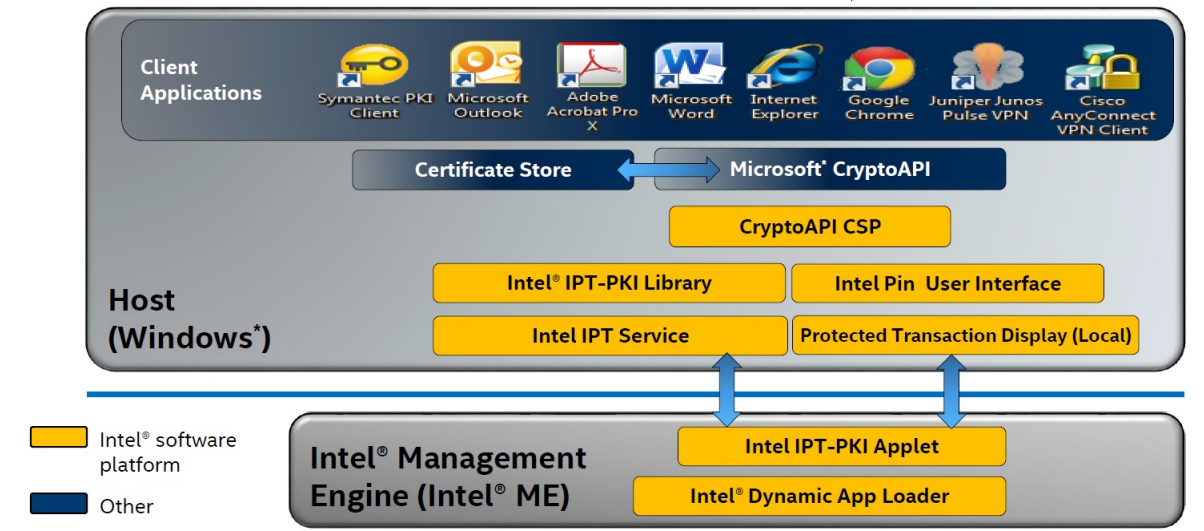 Client
Applications
Symantec PKI
Client
Microsoft
Outlook
Adobe
Acrobat Pro
X
Microsoft
Word
Internet
Explorer
Google
Chrome
Juniper Junos
Pulse VPN
Cisco
AnyConnect
VPN Client
Certificate Store
Microsoft* CryptoAPI
CryptoAPI CSP
Intel® IPT-PKI Library
Intel Pin User Interface
Host
(Windows*)
Intel IPT Service
Protected Transaction Display (Local)
Intel® software
platform
Other
Intel® Management
Engine (Intel® ME)
Intel IPT-PKI Applet
Intel® Dynamic App Loader